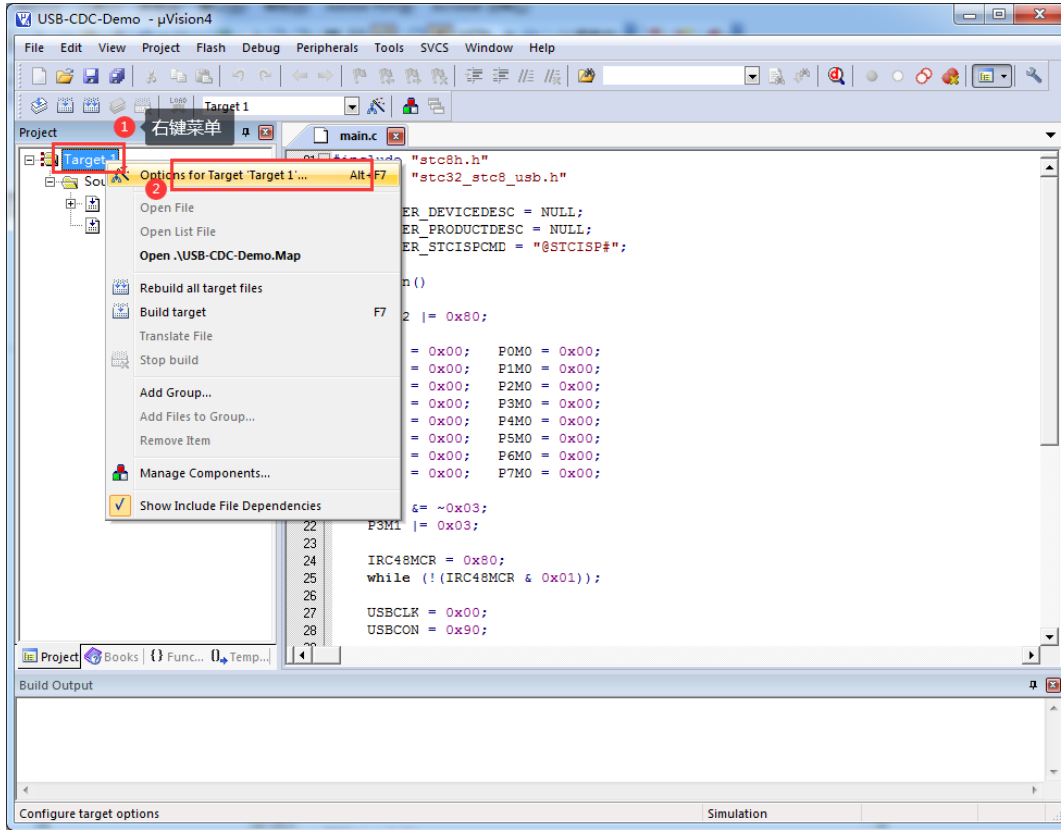 USB-CDC-Demo - µVision4
File Edit View Project Flash Debug Peripherals Tools SVCS Window Help
LOAD Target 1
Project
1 右键菜单
main.c
Target 1
01 #include "stc8h.h"
Sou
2
Options for Target 'Target 1'... Alt+F7
"stc32_stc8_usb.h"
Open File
ER_DEVICEDESC = NULL;
Open List File
ER_PRODUCTDESC = NULL;
Open .\USB-CDC-Demo.Map
ER_STCISPCMD = "@STCISP#";
Rebuild all target files
n()
Build target F7
2 |= 0x80;
Translate File
Stop build
= 0x00; P0M0 = 0x00;
= 0x00; P1M0 = 0x00;
Add Group...
= 0x00; P2M0 = 0x00;
= 0x00; P3M0 = 0x00;
Add Files to Group...
= 0x00; P4M0 = 0x00;
Remove Item
= 0x00; P5M0 = 0x00;
= 0x00; P6M0 = 0x00;
Manage Components...
= 0x00; P7M0 = 0x00;
Show Include File Dependencies
&= ~0x03;
22 P3M1 |= 0x03;
23
24 IRC48MCR = 0x80;
25 while (!(IRC48MCR & 0x01));
26
27 USBCLK = 0x00;
28 USBCON = 0x90;
Project Books {} Func... 0 Temp...
Build Output
Configure target options Simulation